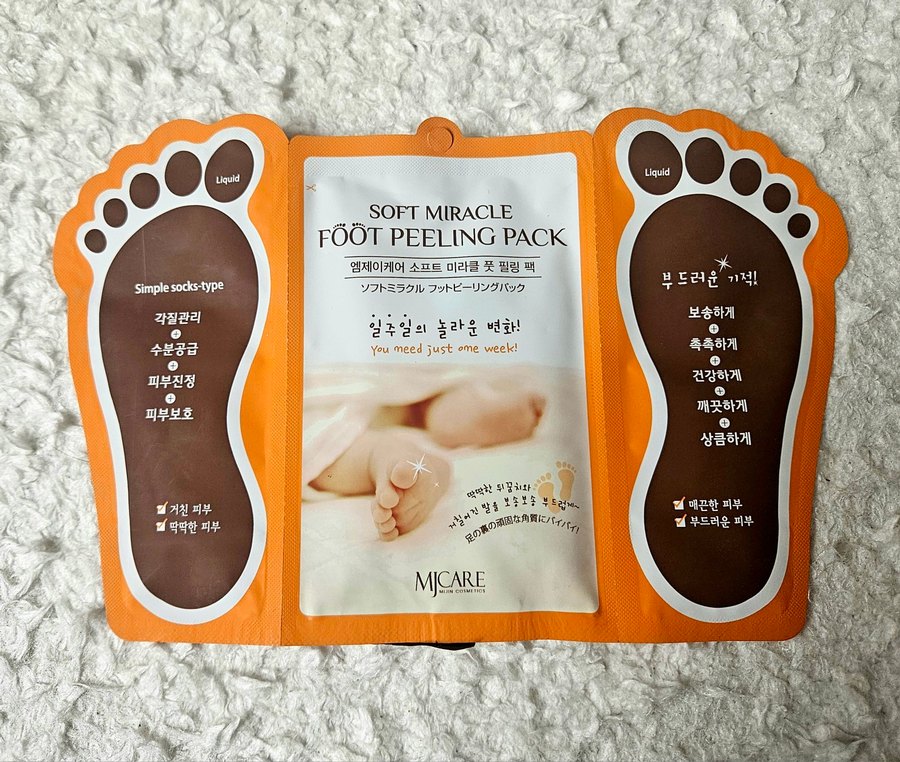 Liquid
Simple socks-type
각질관리
+
수분공급
+
피부진정
+
피부보호
거친 피부
딱딱한 피부
SOFT MIRACLE
FOOT PEELING PACK
엠제이케어 소프트 미라클 풋 필링 팩
ソフトミラクル フットピーリングパック
일주일의 놀라운 변화!
You need just one week!
딱딱한 뒤꿈치와
거칠어진 발을 보송보송 부드럽게~
足の裏の頑固な角質にバイバイ!
MJCARE
MIJIN COSMETICS
Liquid
부드러운 기적!
보송하게
+
촉촉하게
+
건강하게
+
깨끗하게
+
상큼하게
매끈한 피부
부드러운 피부